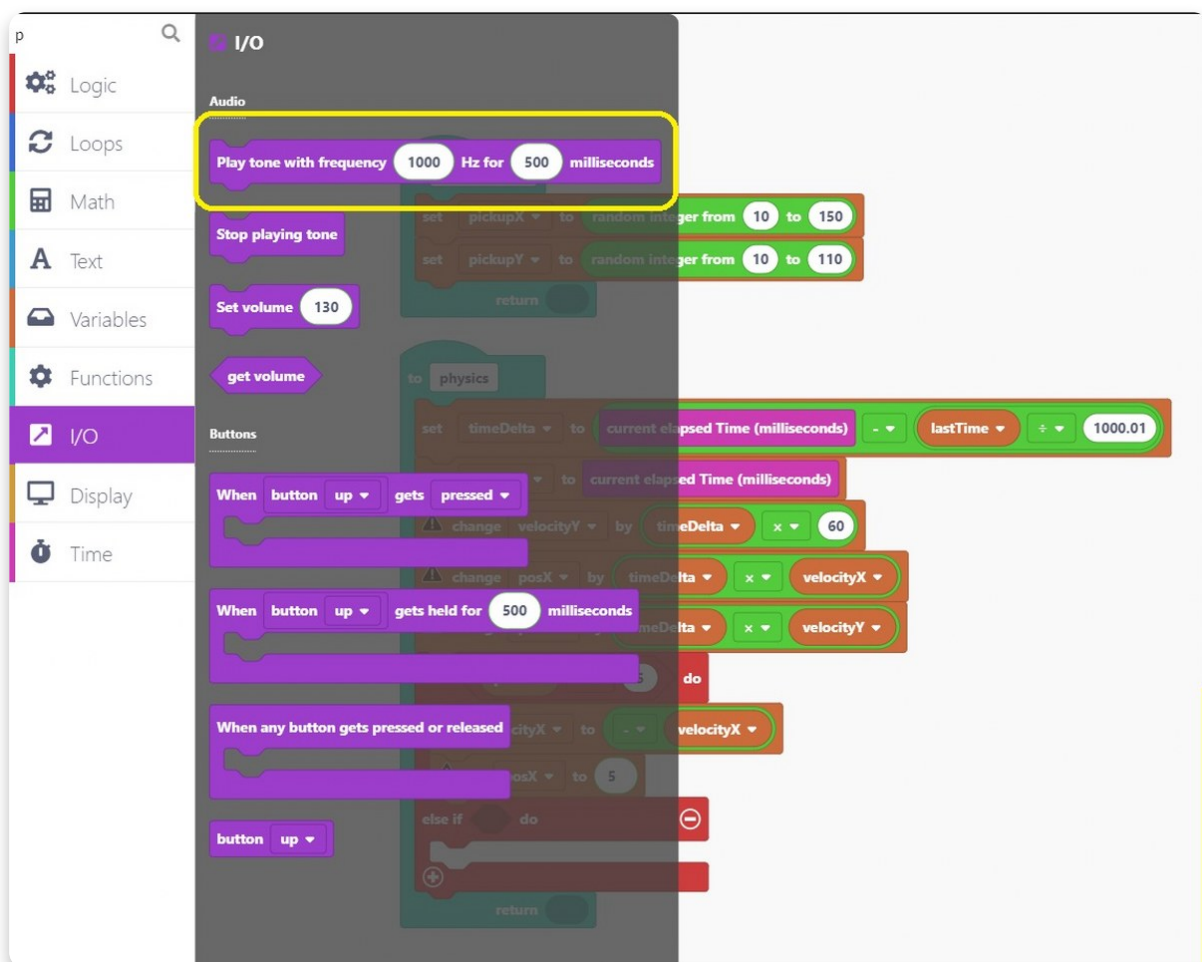 p
Logic
Loops
Math
Text
Variables
Functions
I/O
Display
Time
I/O
Audio
Play tone with frequency 1000 Hz for 500 milliseconds
Stop playing tone
Set volume 130
get volume
Buttons
When button up gets pressed
When button up gets held for 500 milliseconds
When any button gets pressed or released
button up
set pickupX to random integer from 10 to 150
set pickupY to random integer from 10 to 110
return
to physics
set timeDelta to current elapsed Time (milliseconds) - lastTime ÷ 1000.01
to current elapsed Time (milliseconds)
change velocityY by timeDelta x 60
change posX by timeDelta x velocityX
x velocityY
5 do
to - velocityX
posX to 5
else if do
return